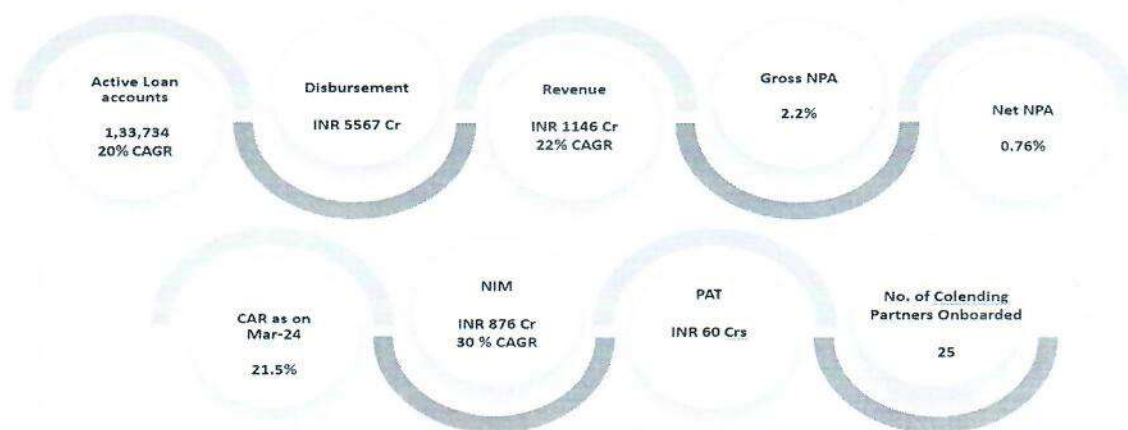 Active Loan
accounts
1,33,734
20% CAGR
Disbursement
INR 5567 Cr
Revenue
INR 1146 Cr
22% CAGR
Gross NPA
2.2%
Net NPA
0.76%
CAR as on
Mar-24
21.5%
NIM
INR 876 Cr
30 % CAGR
PAT
INR 60 Crs
No. of Colending
Partners Onboarded
25